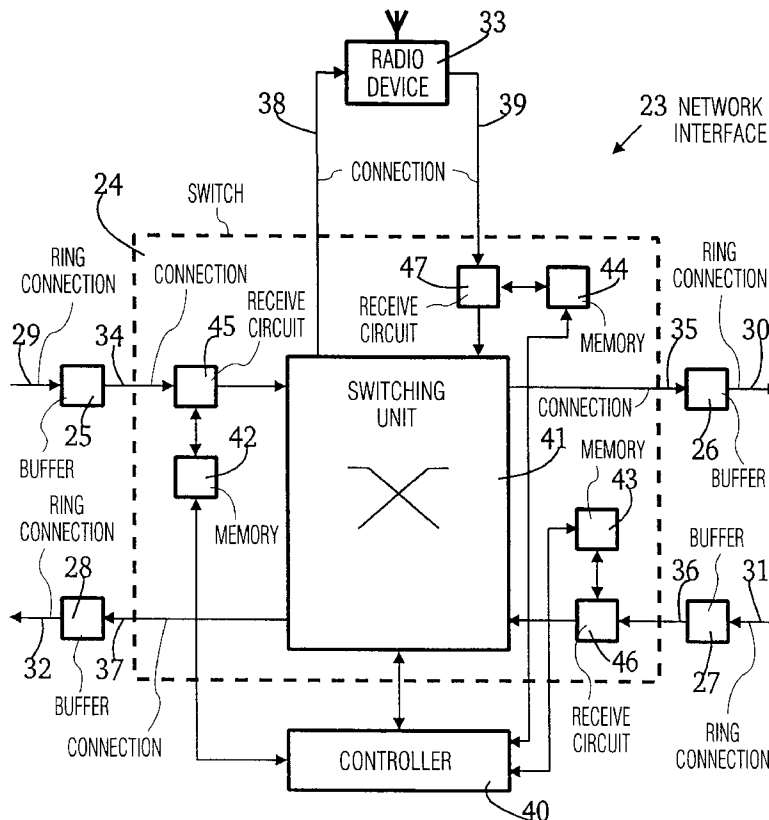 33
RADIO
DEVICE
38
39
23 NETWORK
INTERFACE
CONNECTION
24
SWITCH
RING
CONNECTION
CONNECTION
RECEIVE CIRCUIT
47
44
RECEIVE
CIRCUIT
MEMORY
RING
CONNECTION
29
34
45
35
30
SWITCHING
UNIT
CONNECTION
25
BUFFER
42
MEMORY
41
26
BUFFER
MEMORY
43
RING
CONNECTION
BUFFER
28
36
31
32
37
46
27
BUFFER
CONNECTION
RECEIVE
CIRCUIT
RING
CONNECTION
CONTROLLER
40